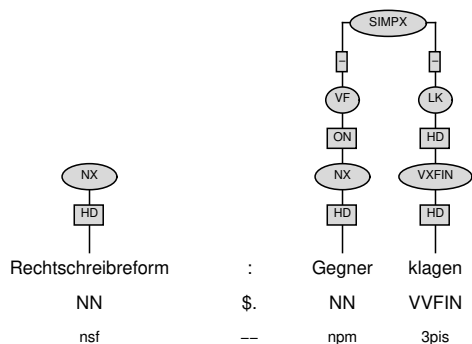 SIMPX
– –
VF LK
ON HD
NX NX VXFIN
HD HD HD
Rechtschreibreform : Gegner klagen
NN $. NN VVFIN
nsf –– npm 3pis